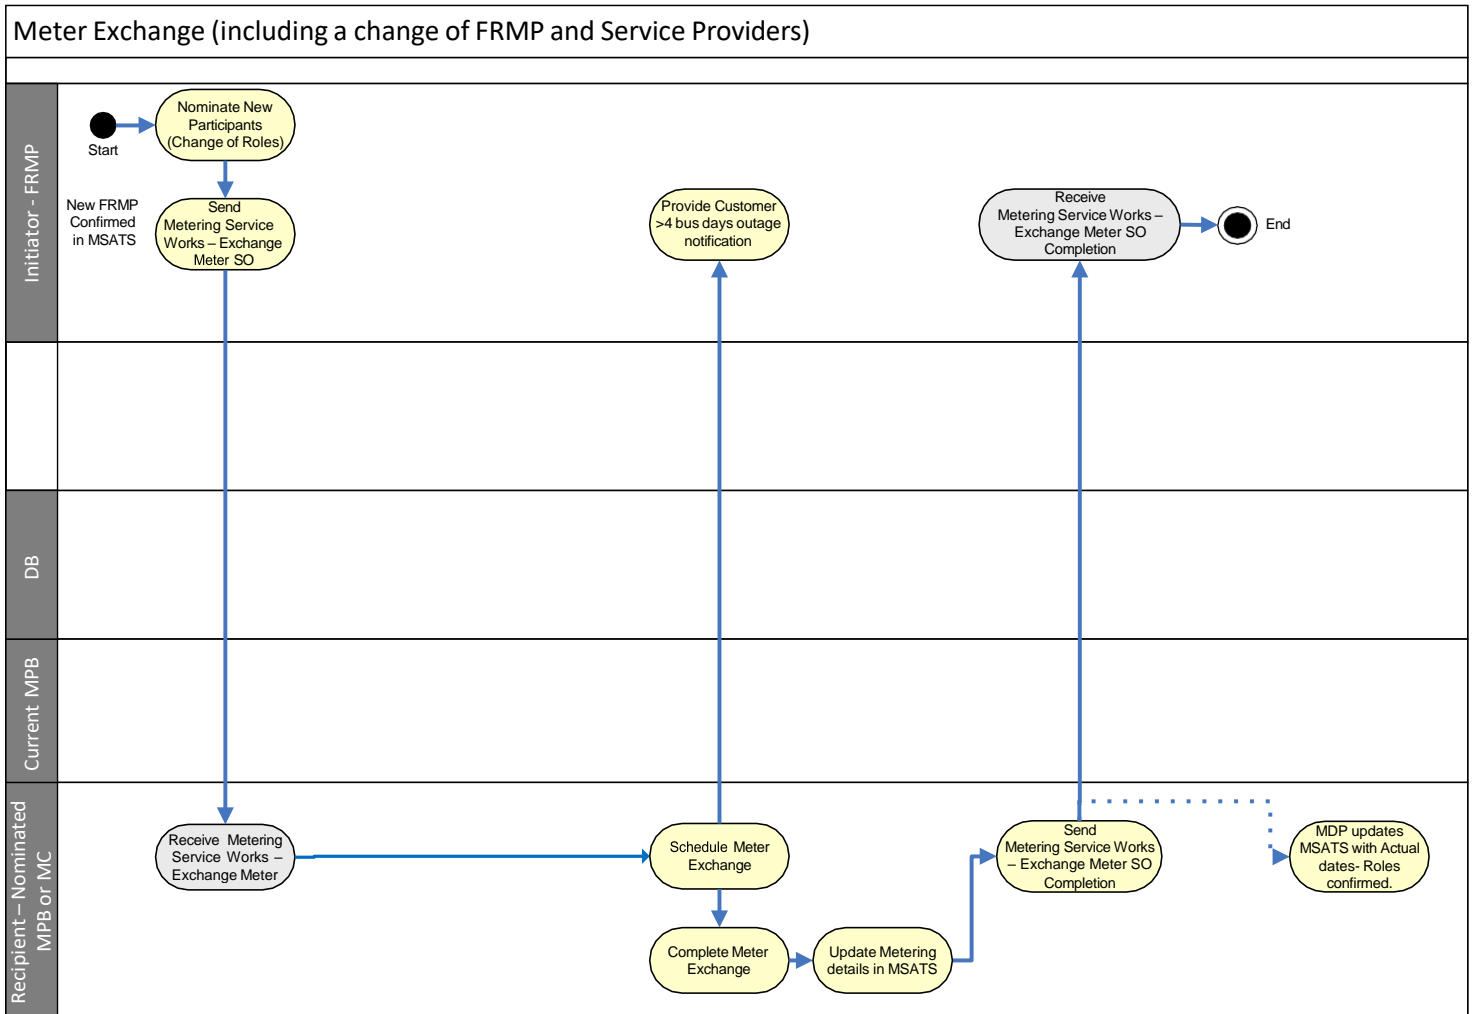 Meter Exchange (including a change of FRMP and Service Providers)
Initiator - FRMP
Start
Nominate New
Participants
(Change of Roles)
New FRMP
Confirmed
in MSATS
Send
Metering Service
Works – Exchange
Meter SO
Provide Customer
>4 bus days outage
notification
Receive
Metering Service Works –
Exchange Meter SO
Completion
End
DB
Current MPB
Recipient – Nominated
MPB or MC
Receive Metering
Service Works –
Exchange Meter
Schedule Meter
Exchange
Complete Meter
Exchange
Update Metering
details in MSATS
Send
Metering Service Works
– Exchange Meter SO
Completion
MDP updates
MSATS with Actual
dates- Roles
confirmed.